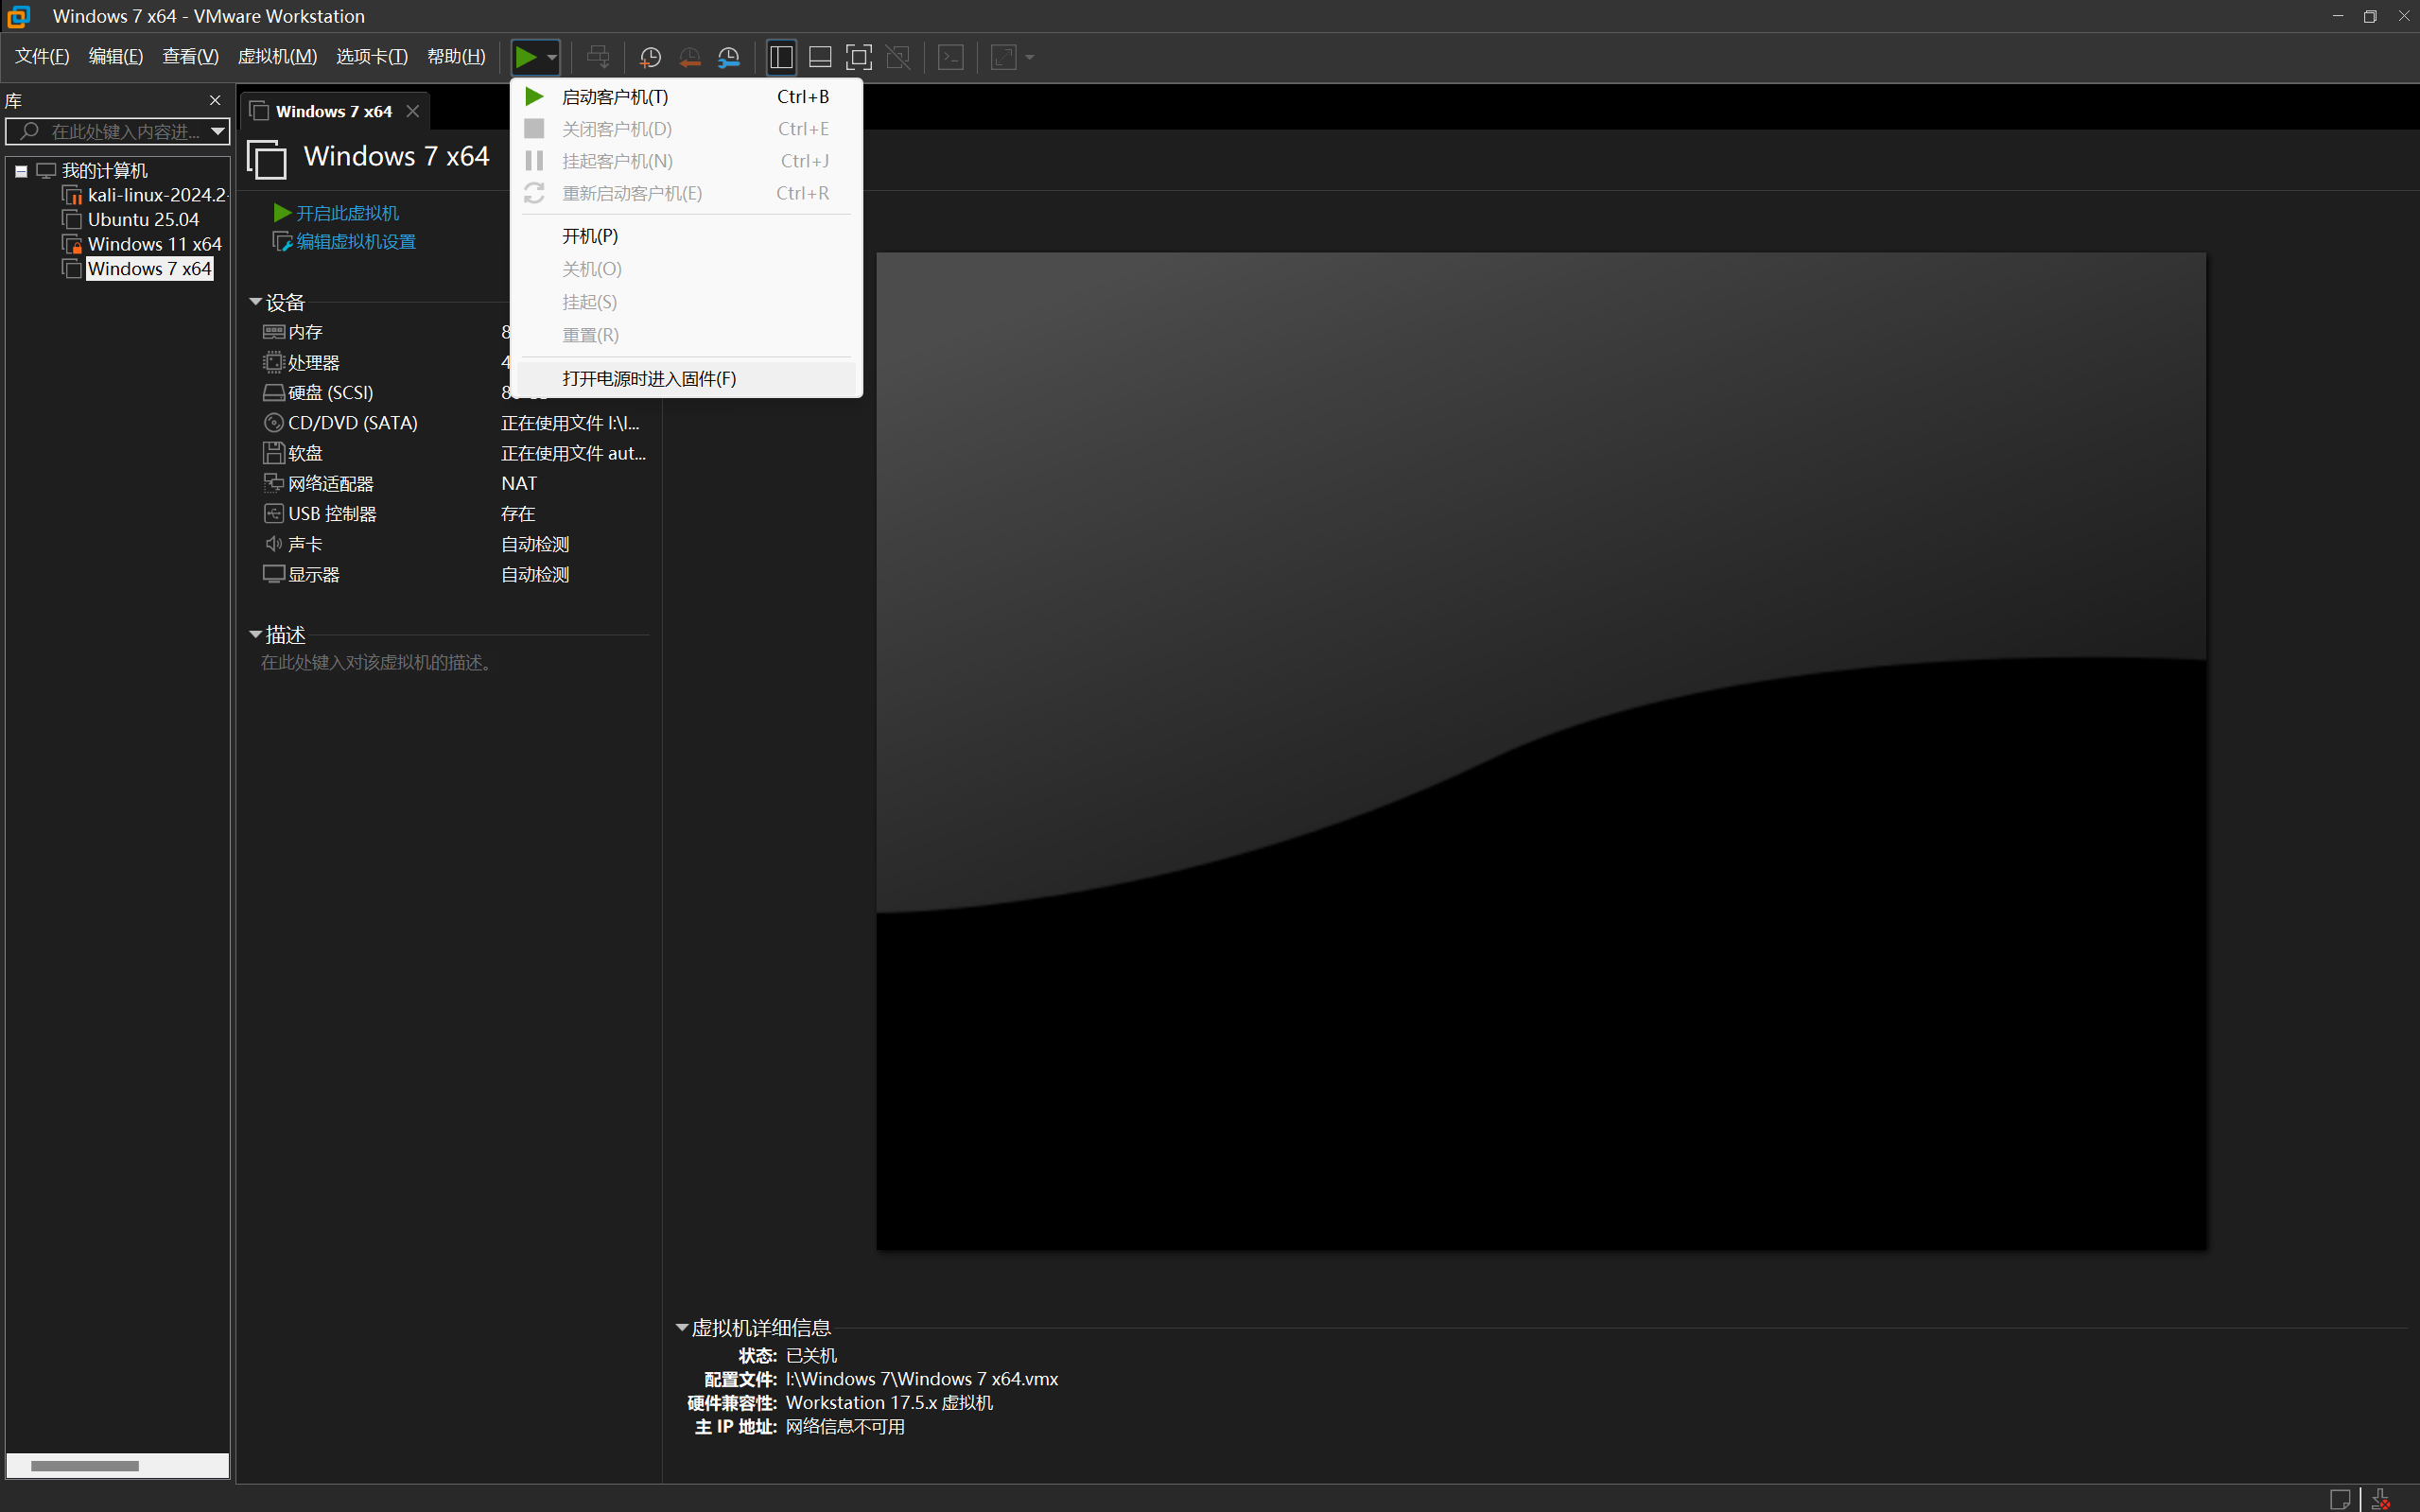 Windows 7 x64 - VMware Workstation
文件(F) 编辑(E) 查看(V) 虚拟机(M) 选项卡(T) 帮助(H)
库
在此处键入内容进...
我的计算机
kali-linux-2024.2-
Ubuntu 25.04
Windows 11 x64
Windows 7 x64
Windows 7 x64
Windows 7 x64
开启此虚拟机
编辑虚拟机设置
启动客户机(T) Ctrl+B
关闭客户机(D) Ctrl+E
挂起客户机(N) Ctrl+J
重新启动客户机(E) Ctrl+R
开机(P)
关机(O)
挂起(S)
重置(R)
打开电源时进入固件(F)
设备
内存 8
处理器 4
硬盘 (SCSI) 8
CD/DVD (SATA) 正在使用文件 I:\I...
软盘 正在使用文件 aut...
网络适配器 NAT
USB 控制器 存在
声卡 自动检测
显示器 自动检测
描述
在此处键入对该虚拟机的描述。
虚拟机详细信息
状态: 已关机
配置文件: I:\Windows 7\Windows 7 x64.vmx
硬件兼容性: Workstation 17.5.x 虚拟机
主 IP 地址: 网络信息不可用